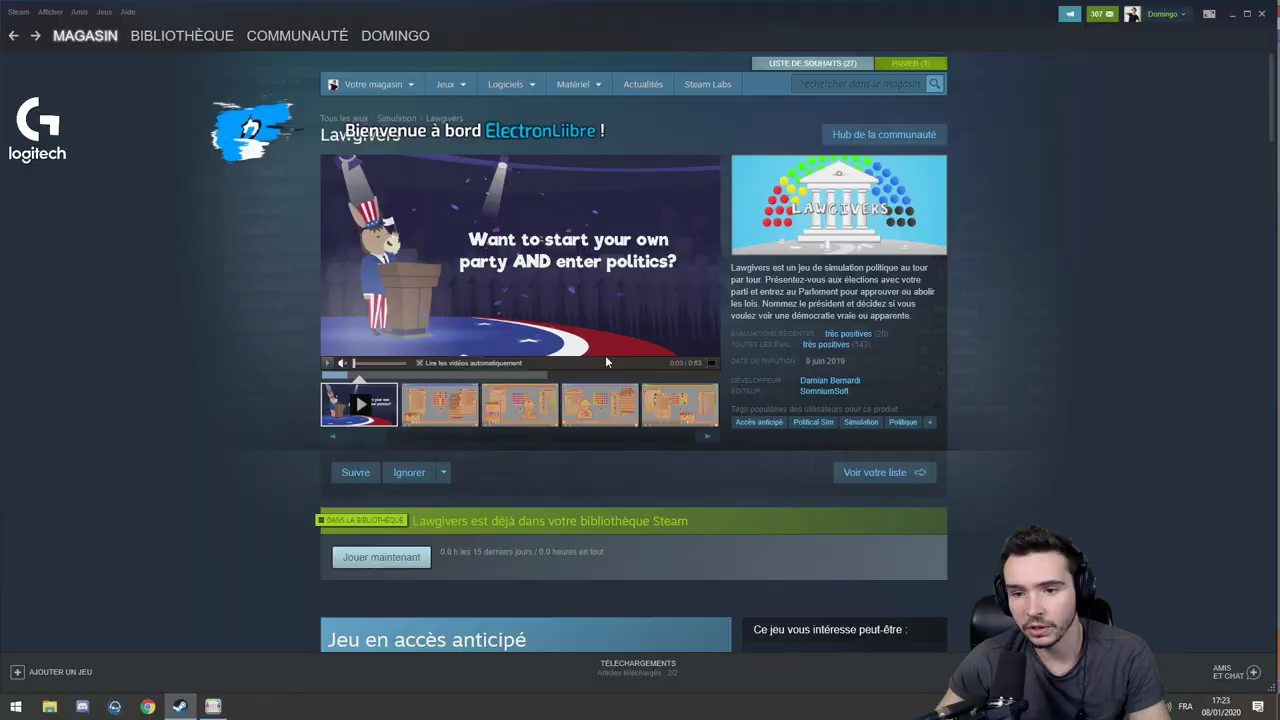 Steam Afficher Amis Jeux Aide
307 Domingo
MAGASIN BIBLIOTHÈQUE COMMUNAUTÉ DOMINGO
LISTE DE SOUHAITS (27) PANIER (1)
Votre magasin Jeux Logiciels Matériel Actualités Steam Labs rechercher dans le magasin
Tous les jeux Simulation Lawgivers
Lawgivers
Bienvenue à bord ElectronLiibre !
Hub de la communauté
logitech
Want to start your own
party AND enter politics?
LAWGIVERS
Lawgivers est un jeu de simulation politique au tour
par tour. Présentez-vous aux élections avec votre
parti et entrez au Parlement pour approuver ou abolir
les lois. Nommez le président et décidez si vous
voulez voir une démocratie vraie ou apparente.
ÉVALUATIONS RÉCENTES : très positives (20)
TOUTES LES ÉVAL. : très positives (143)
DATE DE PARUTION : 9 juin 2019
DÉVELOPPEUR : Damian Bernardi
ÉDITEUR : SomniumSoft
Tags populaires des utilisateurs pour ce produit :
Accès anticipé Political Sim Simulation Politique +
Lire les vidéos automatiquement 0:03 / 0:53
Suivre Ignorer Voir votre liste
DANS LA BIBLIOTHÈQUE Lawgivers est déjà dans votre bibliothèque Steam
Jouer maintenant 0.0 h les 15 derniers jours / 0,0 heures en tout
Jeu en accès anticipé
Ce jeu vous intéresse peut-être :
AJOUTER UN JEU
TÉLÉCHARGEMENTS
Articles téléchargés : 2/2
AMIS
ET CHAT
FRA
17:23
08/01/2020